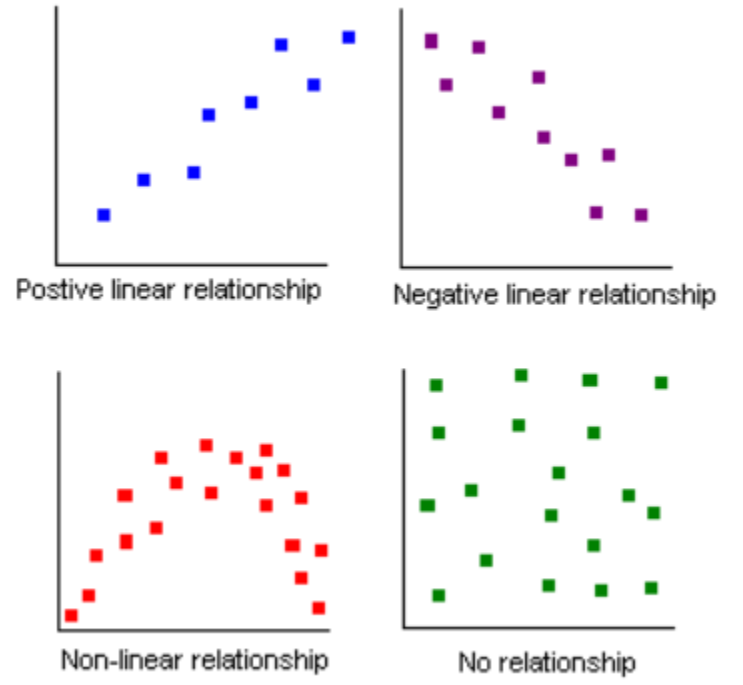 Postive linear relationship
Negative linear relationship
Non-linear relationship
No relationship